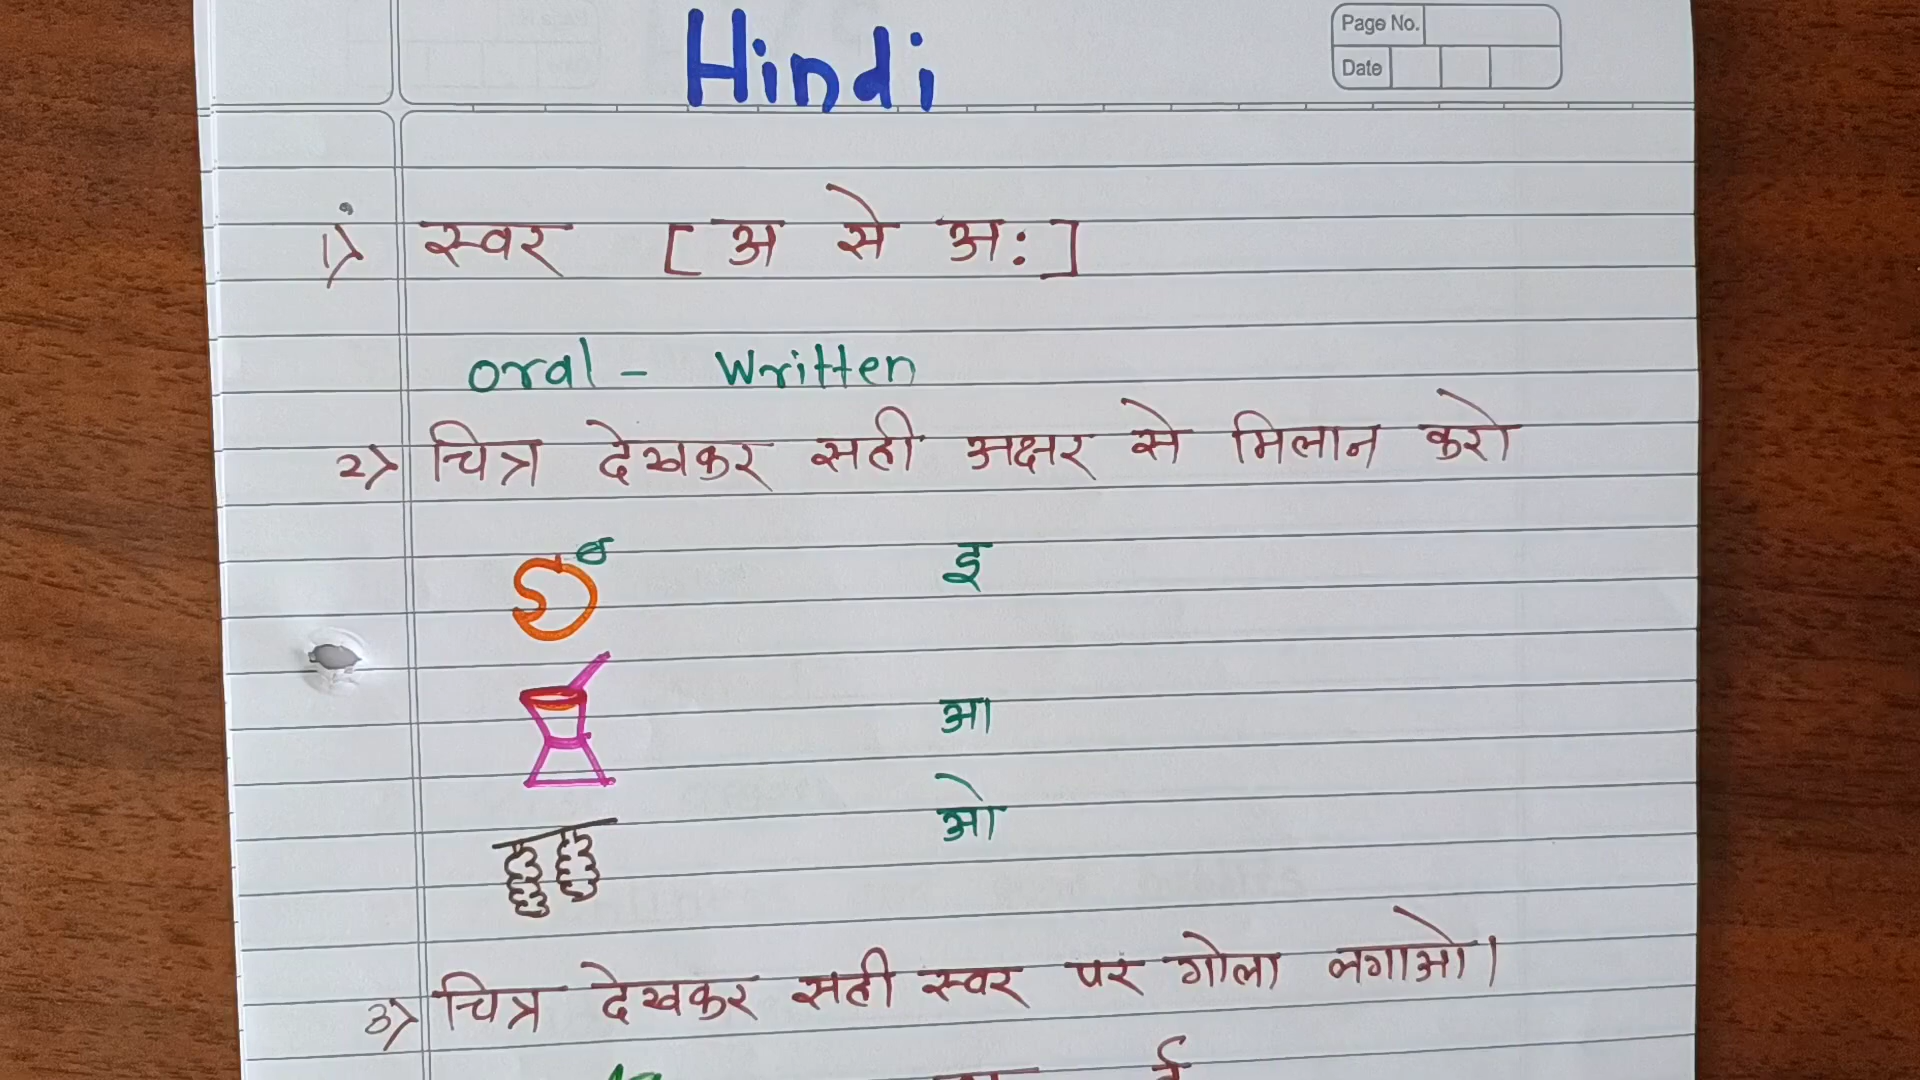 Hindi
Page No.
Date
1) स्वर [ अ से अः ]
oral - written
2) चित्र देखकर सही अक्षर से मिलान करो
इ
आ
ओ
3) चित्र देखकर सही स्वर पर गोला लगाओ।